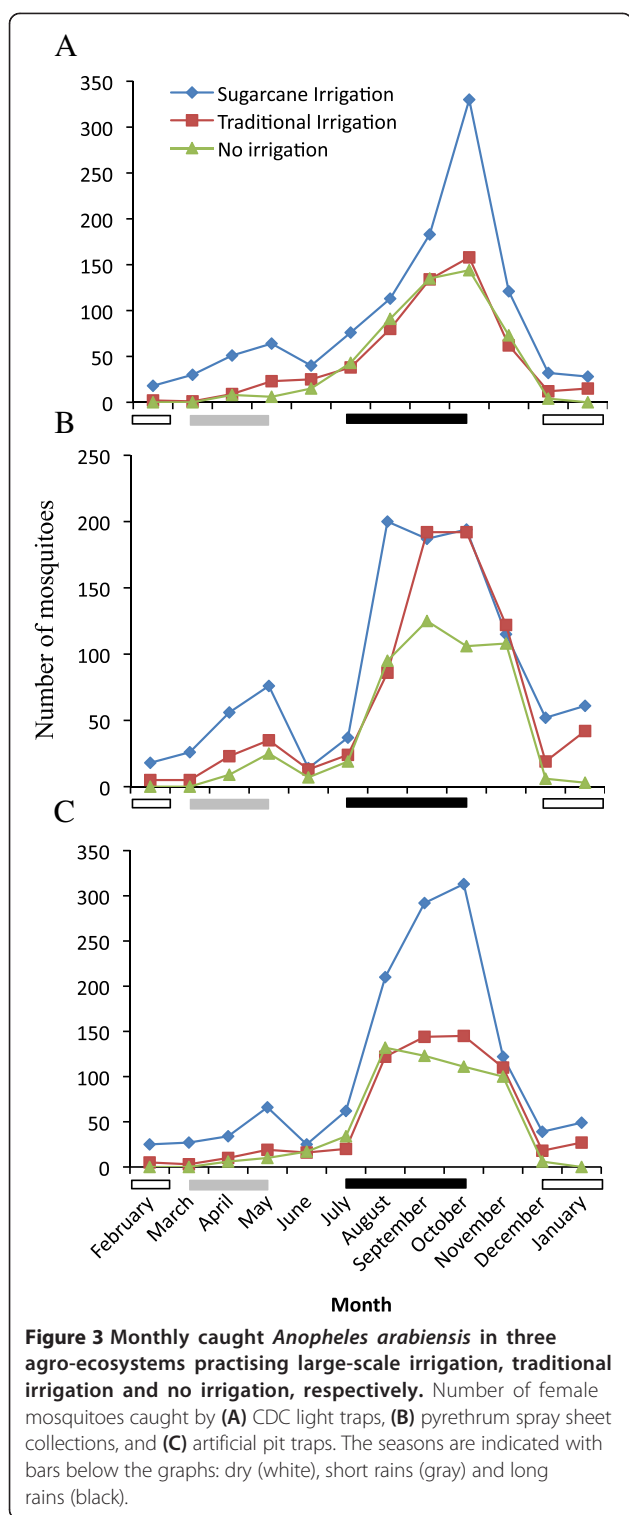 A
350
300
250
200
150
100
50
0
Sugarcane Irrigation
Traditional Irrigation
No irrigation
B
250
200
150
100
50
0
Number of mosquitoes
C
350
300
250
200
150
100
50
0
February
March
April
May
June
July
August
September
October
November
December
January
Month
Figure 3 Monthly caught Anopheles arabiensis in three
agro-ecosystems practising large-scale irrigation, traditional
irrigation and no irrigation, respectively. Number of female
mosquitoes caught by (A) CDC light traps, (B) pyrethrum spray sheet
collections, and (C) artificial pit traps. The seasons are indicated with
bars below the graphs: dry (white), short rains (gray) and long
rains (black).